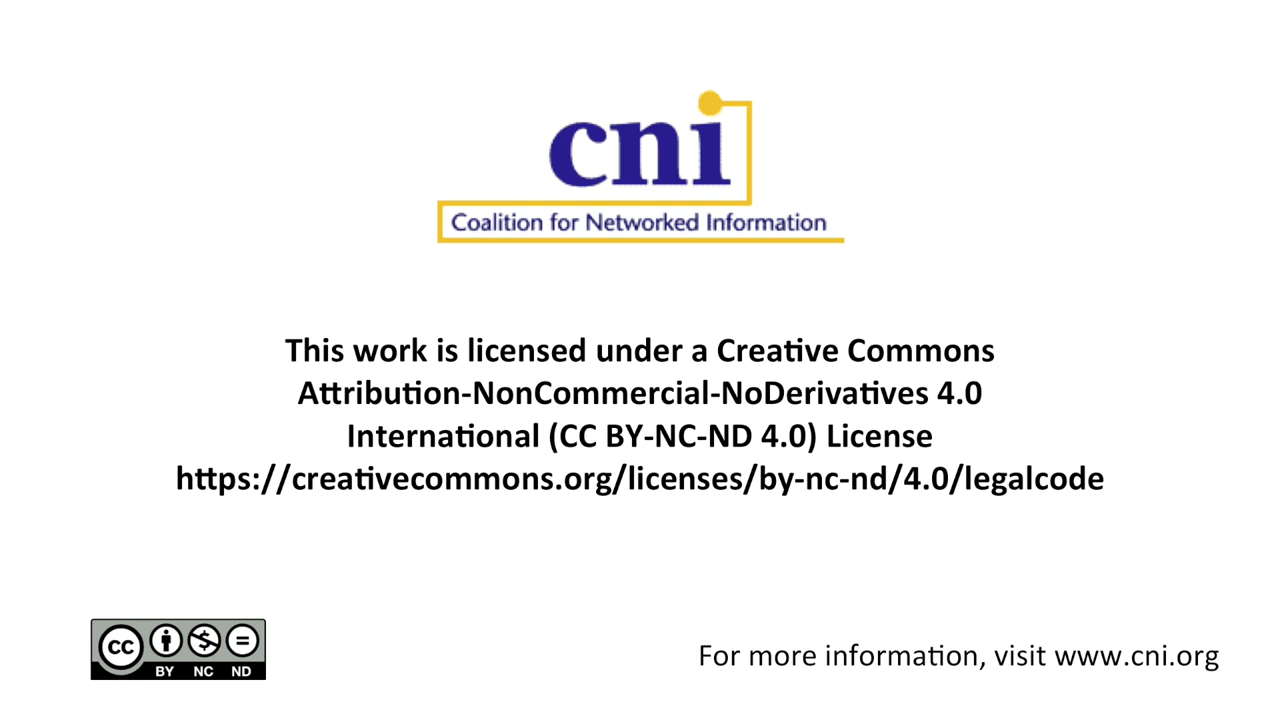 cni
Coalition for Networked Information
This work is licensed under a Creative Commons
Attribution-NonCommercial-NoDerivatives 4.0
International (CC BY-NC-ND 4.0) License
https://creativecommons.org/licenses/by-nc-nd/4.0/legalcode
cc $ =
BY NC ND
For more information, visit www.cni.org